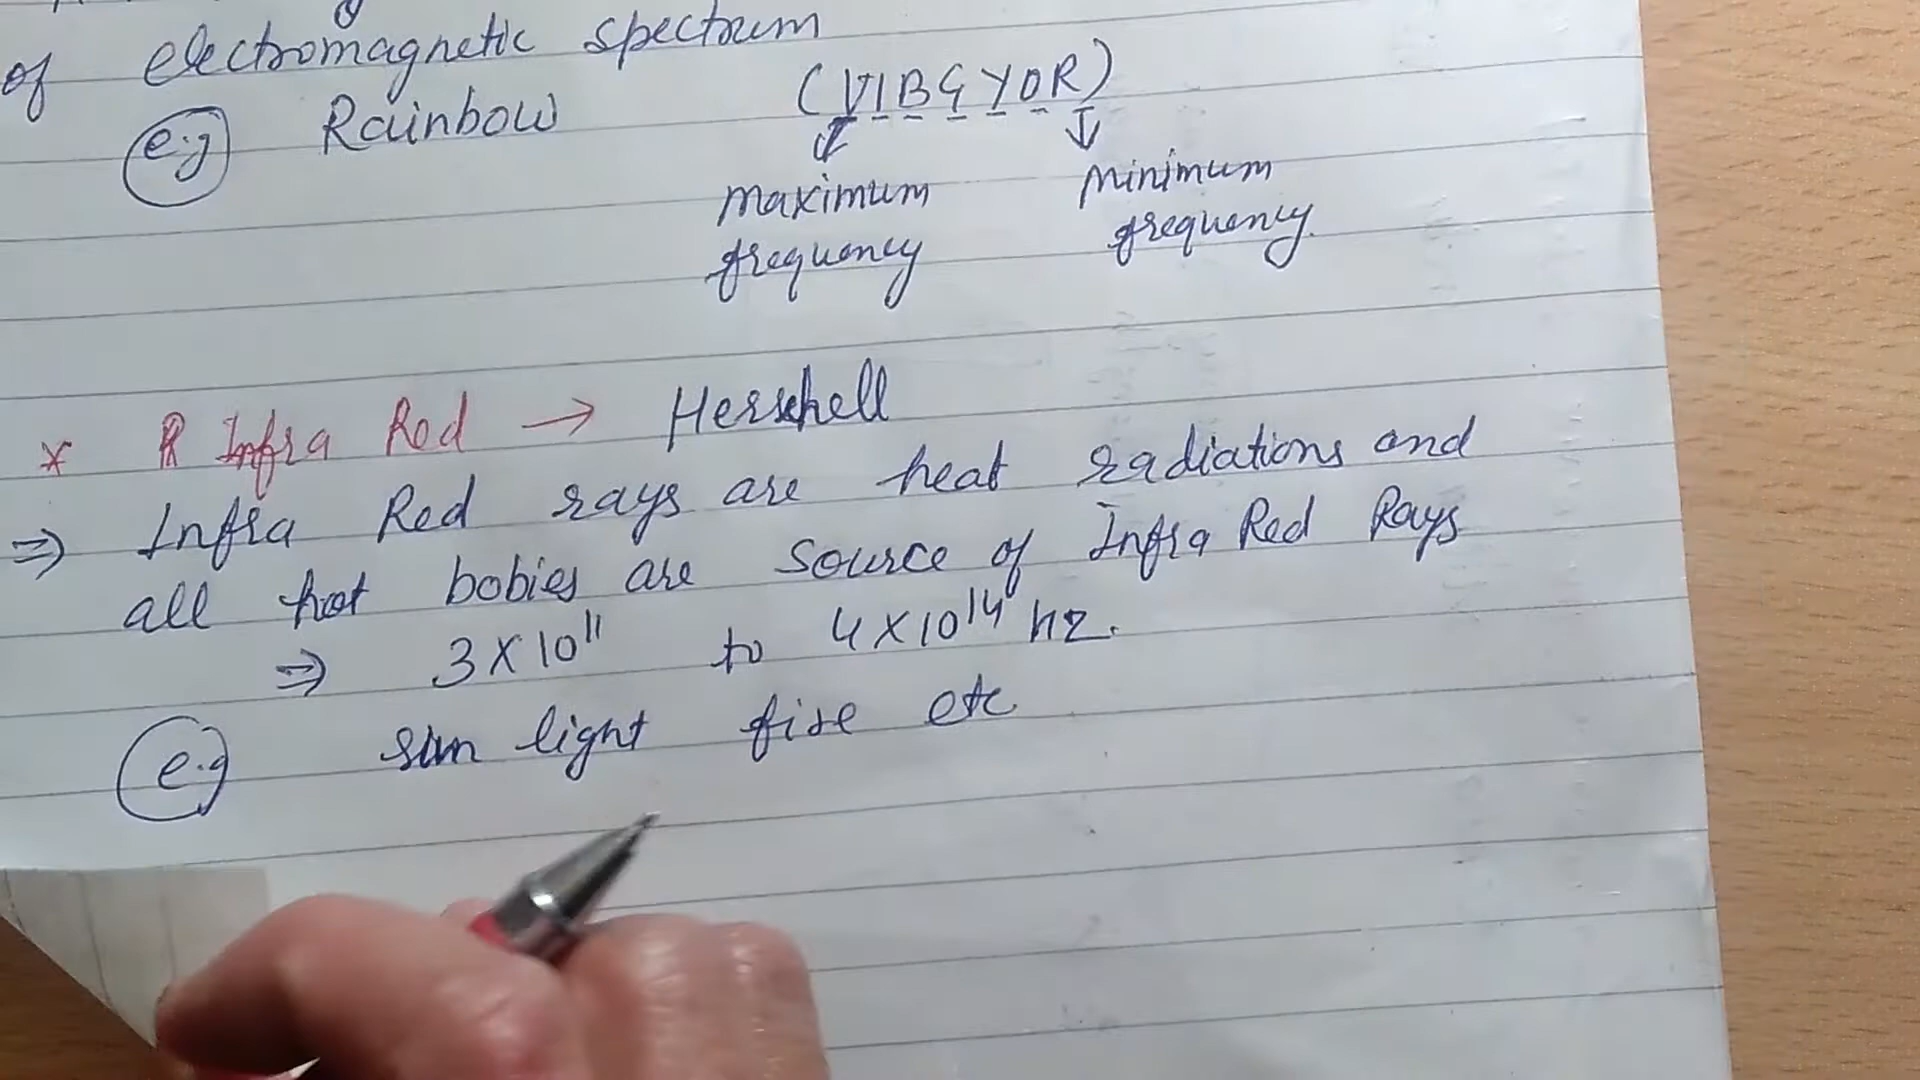 of electromagnetic spectrum
e.g Rainbow (VIBGYOR)
maximum frequency
minimum frequency.
* Infra Red → Herschell
⇒ Infra Red rays are heat radiations and
all hot bobies are source of Infra Red Rays
⇒ 3×10¹¹ to 4×10¹⁴ hz.
e.g sun light fire etc